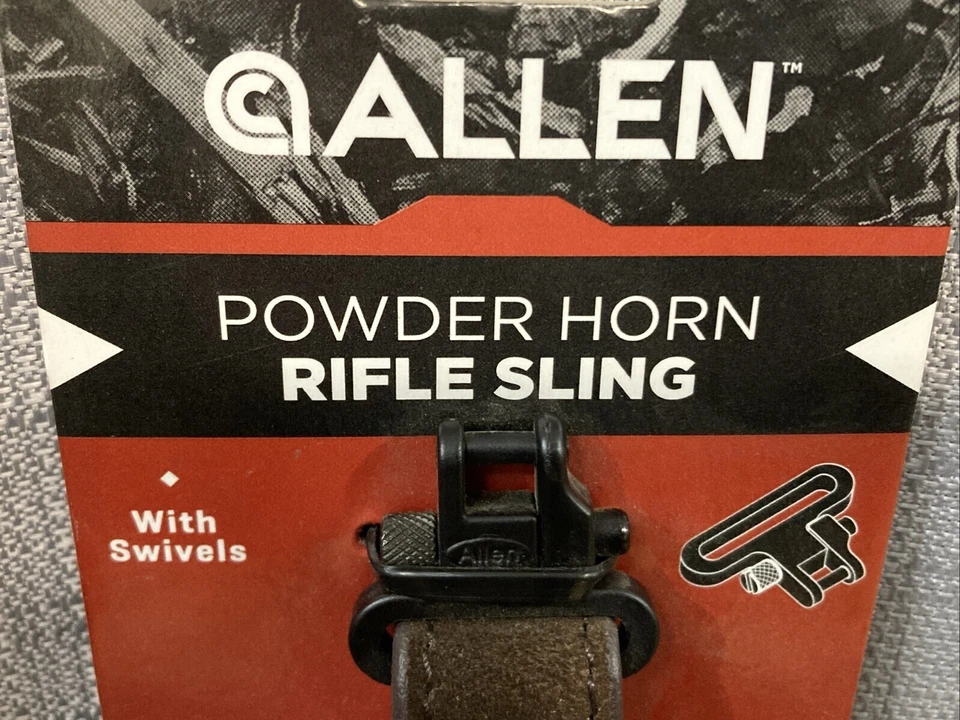 ALLEN™
POWDER HORN
RIFLE SLING
With
Swivels
Allen